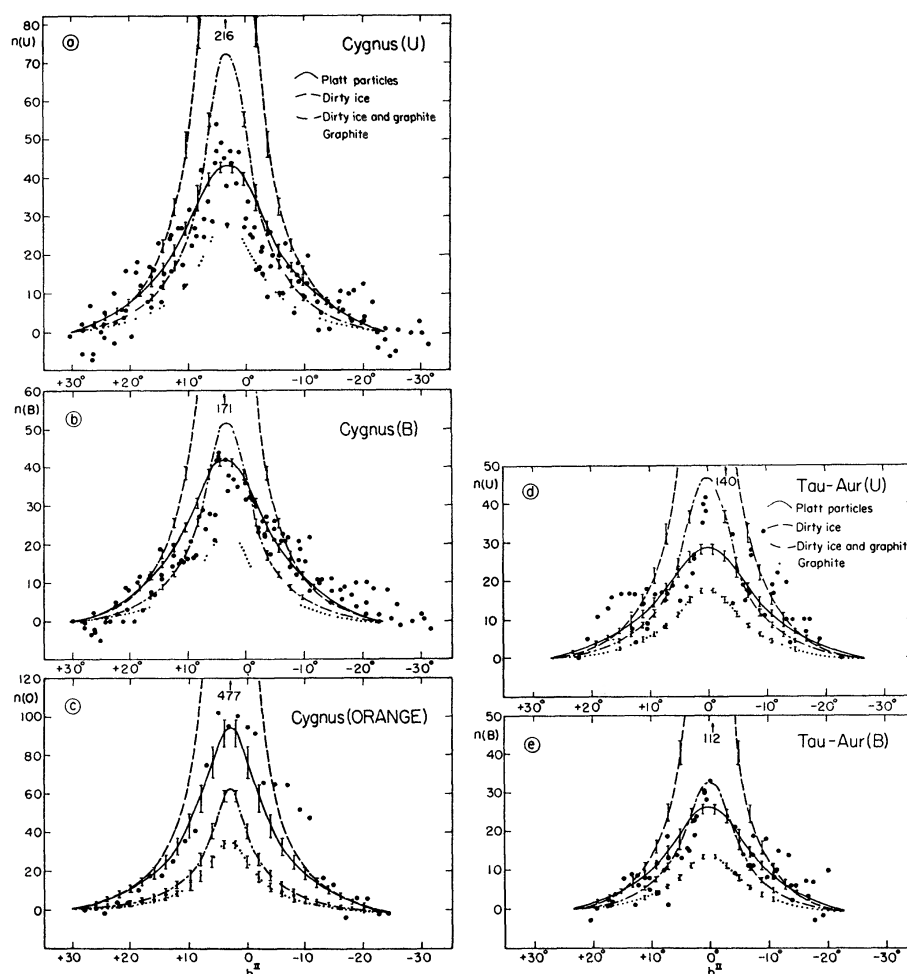 80
n(U)
70
60
50
40
30
20
10
0
ⓐ
216
Cygnus (U)
Platt particles
Dirty ice
Dirty ice and graphite
Graphite
+30° +20° +10° 0° -10° -20° -30°
60
n(B)
50
40
30
20
10
0
ⓑ
171
Cygnus (B)
+30° +20° +10° 0° -10° -20° -30°
120
n(O)
100
80
60
40
20
0
ⓒ
477
Cygnus (ORANGE)
+30° +20° +10° 0° -10° -20° -30°
b^II
50
n(U)
40
30
20
10
0
ⓓ
140
Tau-Aur (U)
Platt particles
Dirty ice
Dirty ice and graphite
Graphite
+30° +20° +10° 0° -10° -20° -30°
50
n(B)
40
30
20
10
0
ⓔ
112
Tau-Aur (B)
+30° +20° +10° 0° -10° -20° -30°
b^II